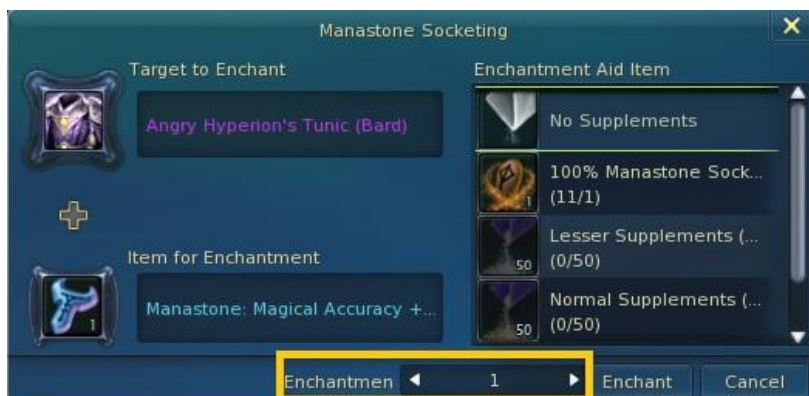 Manastone Socketing
Target to Enchant
Angry Hyperion's Tunic (Bard)
Item for Enchantment
1
Manastone: Magical Accuracy +...
Enchantment Aid Item
No Supplements
1
100% Manastone Sock...
(11/1)
50
Lesser Supplements (...
(0/50)
50
Normal Supplements (...
(0/50)
Enchantmen 1 Enchant Cancel